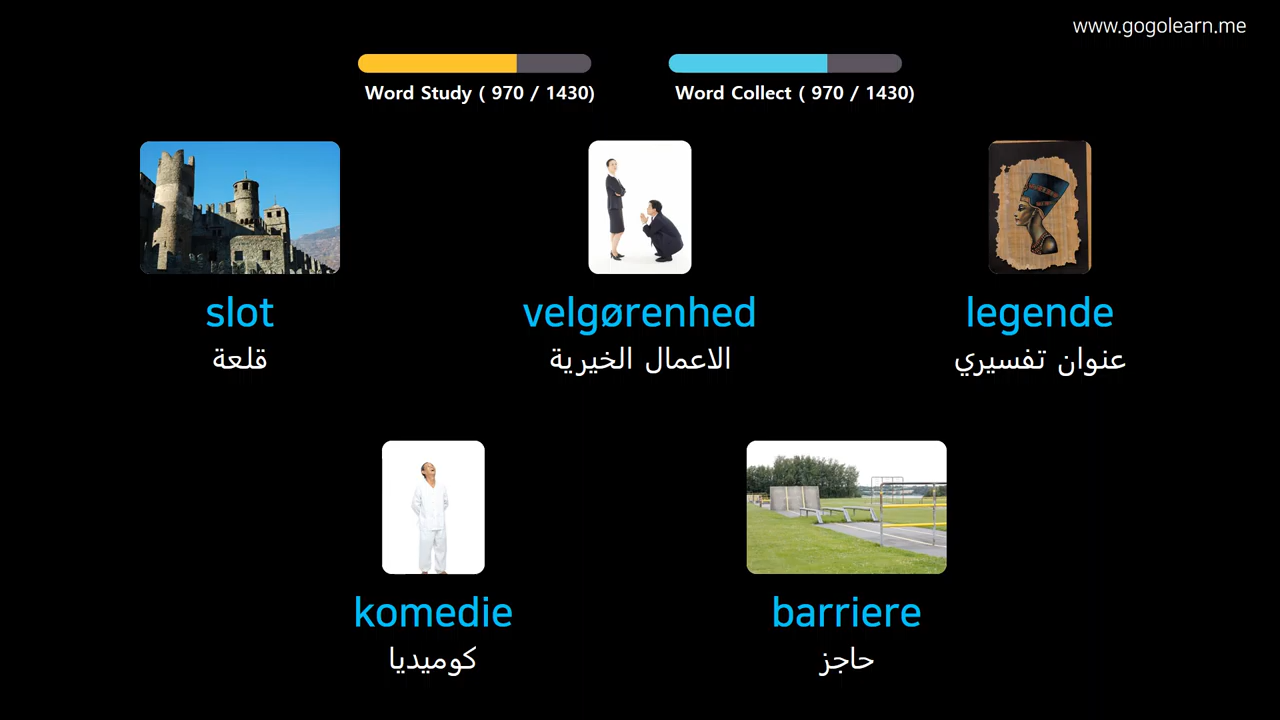 www.gogolearn.me
Word Study ( 970 / 1430)
Word Collect ( 970 / 1430)
slot
قلعة
velgørenhed
الاعمال الخيرية
legende
عنوان تفسيري
komedie
كوميديا
barriere
حاجز